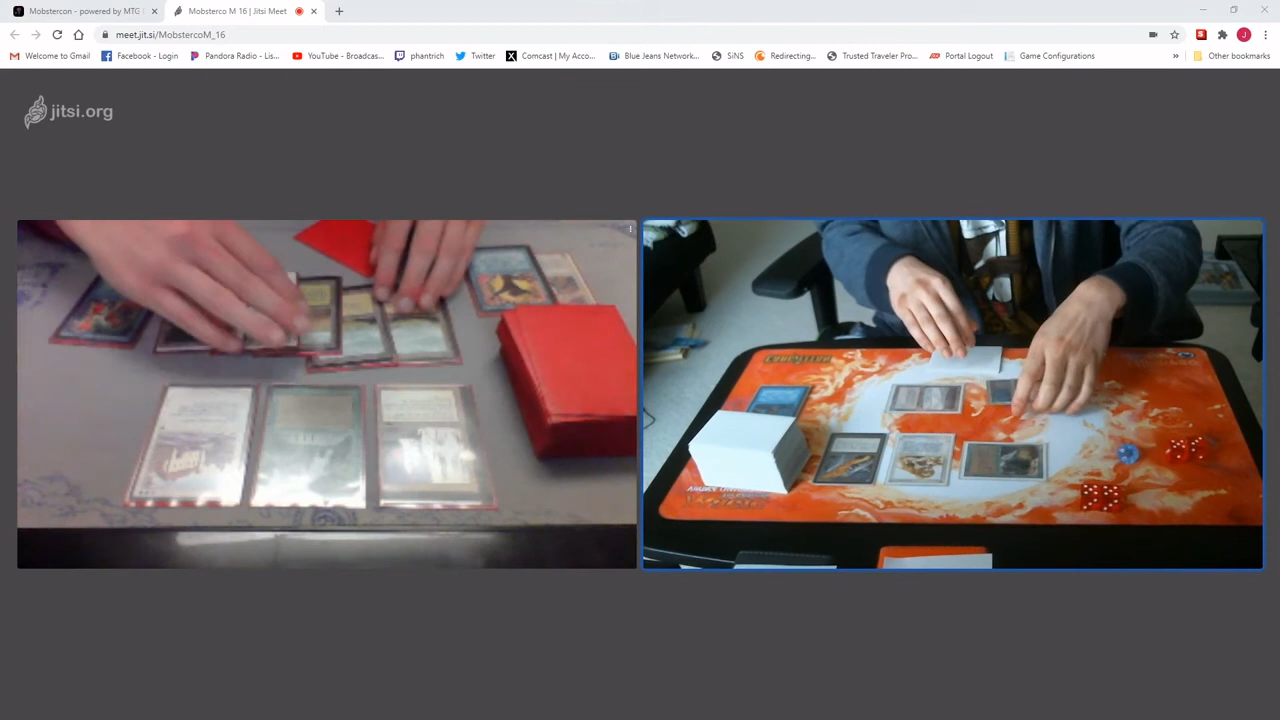 Mobstercon - powered by MTG
Mobsterco M 16 | Jitsi Meet
meet.jit.si/MobstercoM_16
Welcome to Gmail
Facebook - Login
Pandora Radio - Lis...
YouTube - Broadcas...
phantrich
Twitter
Comcast | My Acco...
Blue Jeans Network...
SiNS
Redirecting...
Trusted Traveler Pro...
Portal Logout
Game Configurations
Other bookmarks
jitsi.org